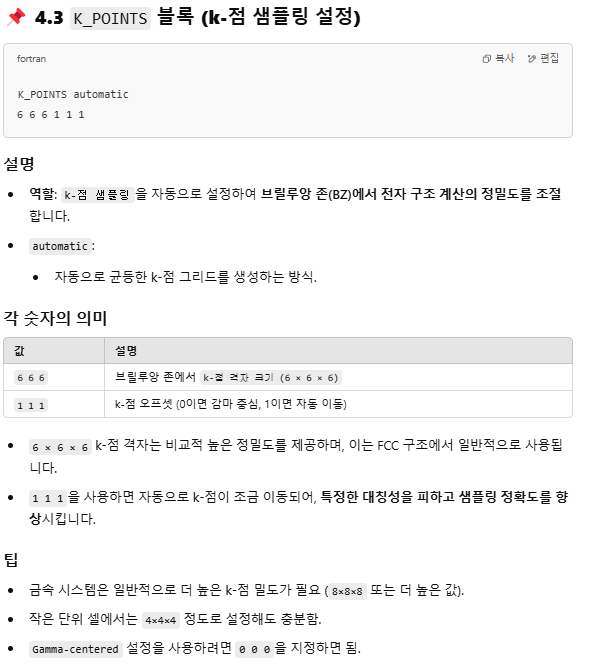 📌 4.3 K_POINTS 블록 (k-점 샘플링 설정)
fortran
복사
편집
K_POINTS automatic
6 6 6 1 1 1
설명
• 역할: k-점 샘플링을 자동으로 설정하여 브릴루앙 존(BZ)에서 전자 구조 계산의 정밀도를 조절
합니다.
• automatic:
• 자동으로 균등한 k-점 그리드를 생성하는 방식.
각 숫자의 의미
값 설명
6 6 6 브릴루앙 존에서 k-점 격자 크기 (6 × 6 × 6)
1 1 1 k-점 오프셋 (0이면 감마 중심, 1이면 자동 이동)
• 6 × 6 × 6 k-점 격자는 비교적 높은 정밀도를 제공하며, 이는 FCC 구조에서 일반적으로 사용됩
니다.
• 1 1 1을 사용하면 자동으로 k-점이 조금 이동되어, 특정한 대칭성을 피하고 샘플링 정확도를 향
상시킵니다.
팁
• 금속 시스템은 일반적으로 더 높은 k-점 밀도가 필요 (8×8×8 또는 더 높은 값).
• 작은 단위 셀에서는 4×4×4 정도로 설정해도 충분함.
• Gamma-centered 설정을 사용하려면 0 0 0을 지정하면 됨.